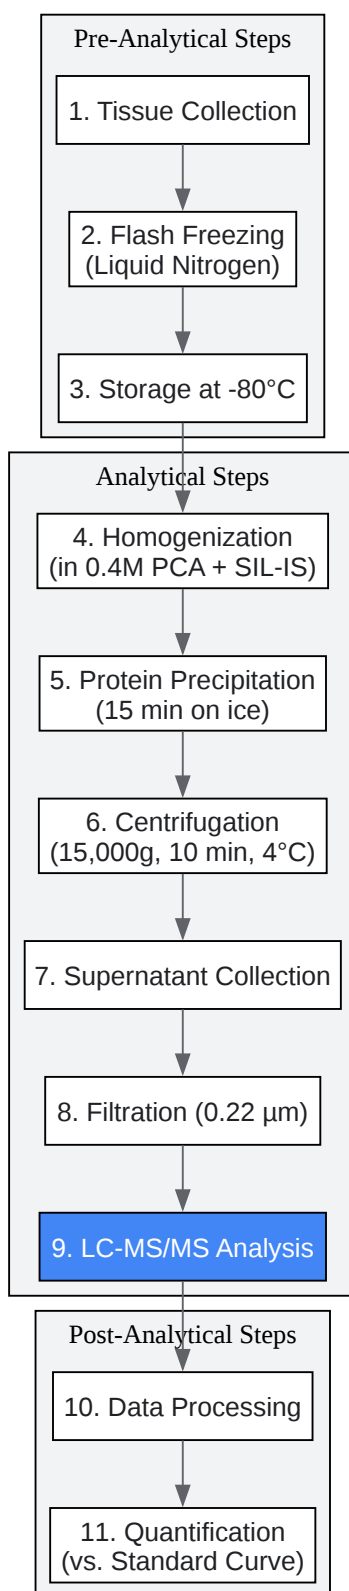 Pre-Analytical Steps
1. Tissue Collection
2. Flash Freezing
(Liquid Nitrogen)
3. Storage at -80°C
Analytical Steps
4. Homogenization
(in 0.4M PCA + SIL-IS)
5. Protein Precipitation
(15 min on ice)
6. Centrifugation
(15,000g, 10 min, 4°C)
7. Supernatant Collection
8. Filtration (0.22 µm)
9. LC-MS/MS Analysis
Post-Analytical Steps
10. Data Processing
11. Quantification
(vs. Standard Curve)